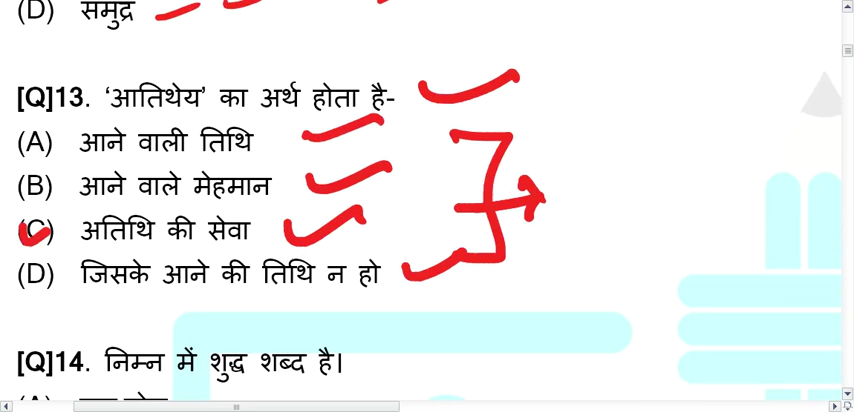 (D) समुद्र
[Q]13. ‘आतिथेय’ का अर्थ होता है-
(A) आने वाली तिथि
(B) आने वाले मेहमान
(C) अतिथि की सेवा
(D) जिसके आने की तिथि न हो
[Q]14. निम्न में शुद्ध शब्द है।
(A)